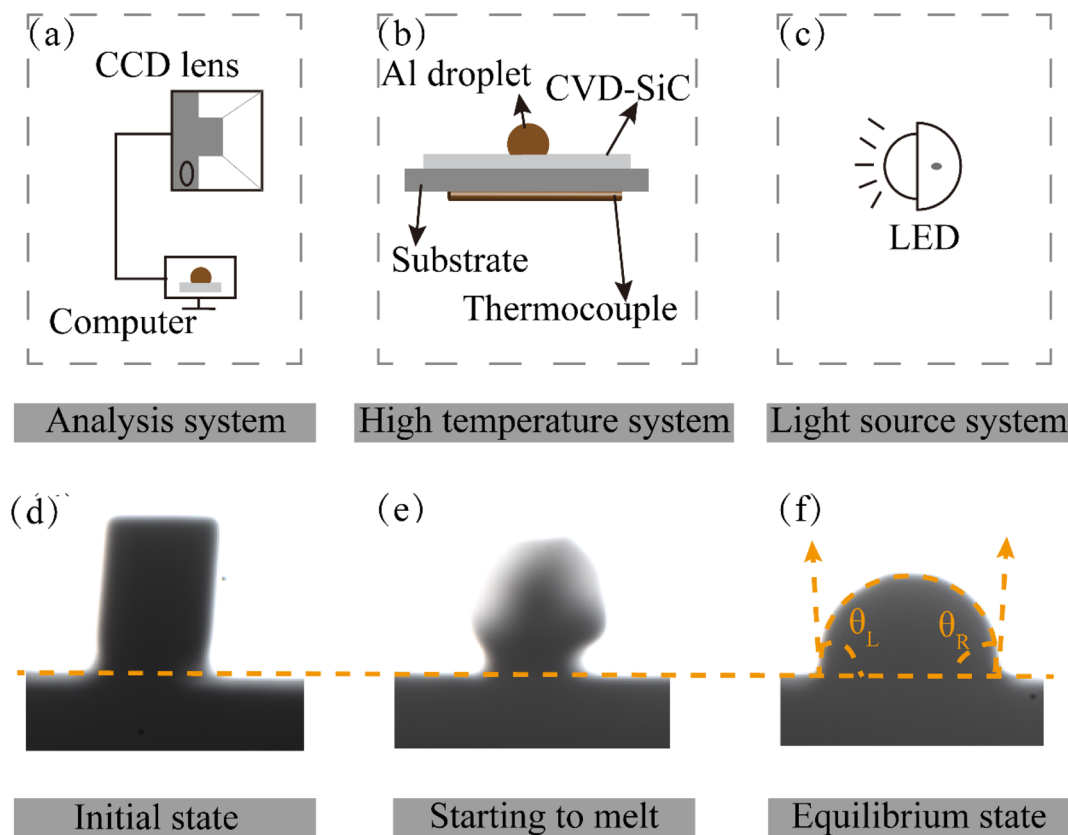 (a)
CCD lens
Computer
Analysis system
(b)
Al droplet
CVD-SiC
Substrate
Thermocouple
High temperature system
(c)
LED
Light source system
(d)
Initial state
(e)
Starting to melt
(f)
θL
θR
Equilibrium state